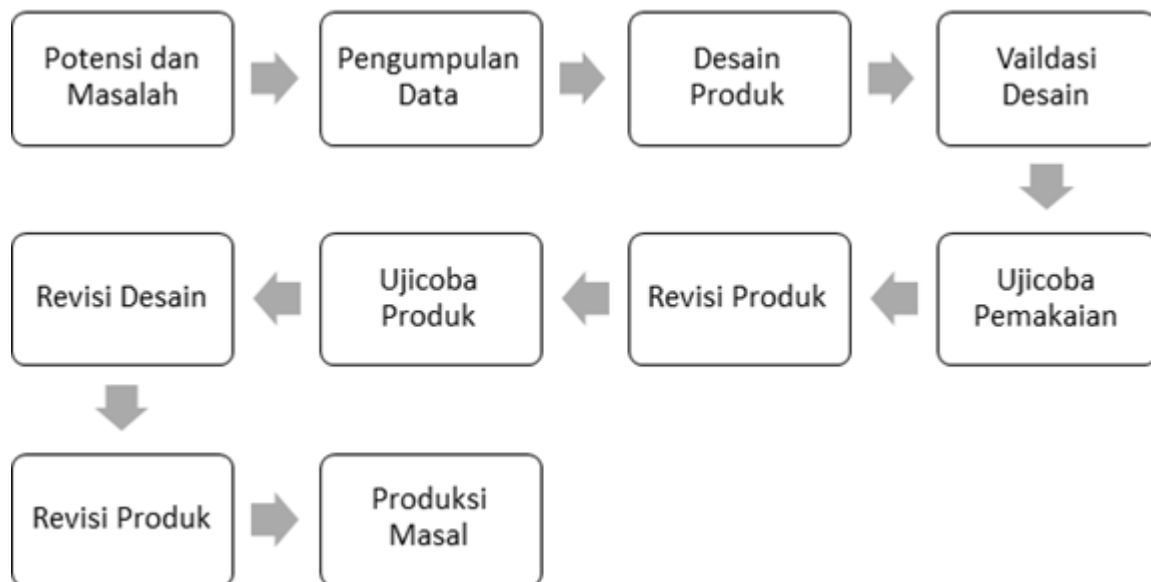 Potensi dan
Masalah
Pengumpulan
Data
Desain
Produk
Vaildasi
Desain
Ujicoba
Pemakaian
Revisi Produk
Ujicoba
Produk
Revisi Desain
Revisi Produk
Produksi
Masal